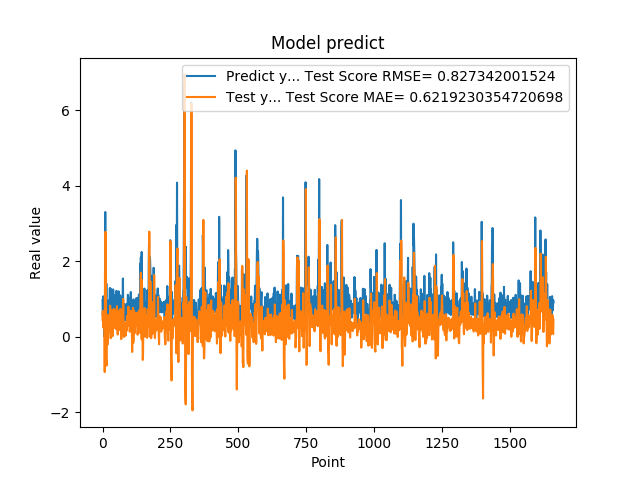 Model predict
Predict y... Test Score RMSE= 0.827342001524
Test y... Test Score MAE= 0.6219230354720698
Real value
6
4
2
0
−2
0 250 500 750 1000 1250 1500
Point